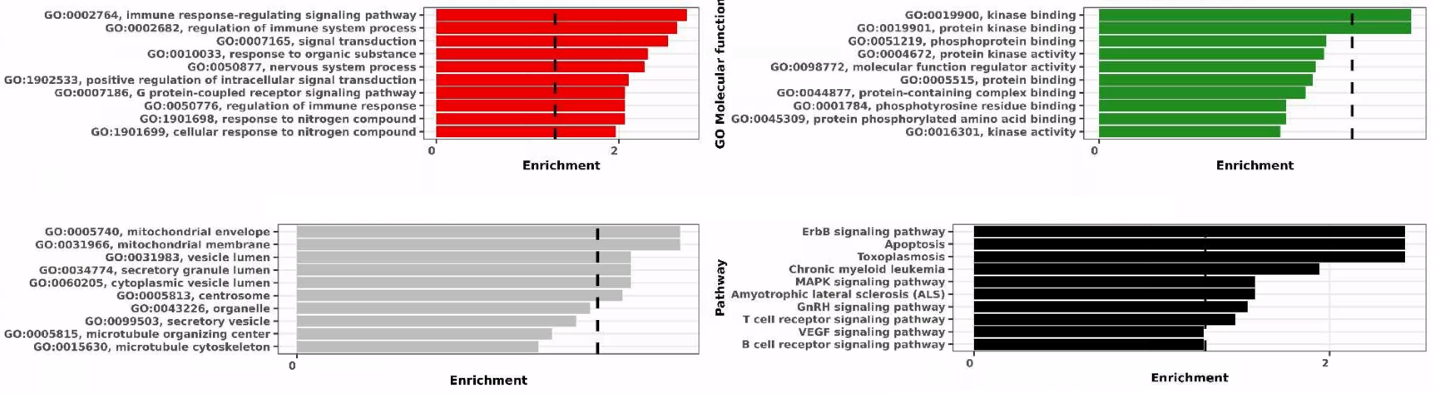 GO:0002764, immune response-regulating signaling pathway
GO:0002682, regulation of immune system process
GO:0007165, signal transduction
GO:0010033, response to organic substance
GO:0050877, nervous system process
GO:1902533, positive regulation of intracellular signal transduction
GO:0007186, G protein-coupled receptor signaling pathway
GO:0050776, regulation of immune response
GO:1901698, response to nitrogen compound
GO:1901699, cellular response to nitrogen compound
0 2
Enrichment
GO Molecular function
GO:0019900, kinase binding
GO:0019901, protein kinase binding
GO:0051219, phosphoprotein binding
GO:0004672, protein kinase activity
GO:0098772, molecular function regulator activity
GO:0005515, protein binding
GO:0044877, protein-containing complex binding
GO:0001784, phosphotyrosine residue binding
GO:0045309, protein phosphorylated amino acid binding
GO:0016301, kinase activity
0
Enrichment
GO:0005740, mitochondrial envelope
GO:0031966, mitochondrial membrane
GO:0031983, vesicle lumen
GO:0034774, secretory granule lumen
GO:0060205, cytoplasmic vesicle lumen
GO:0005813, centrosome
GO:0043226, organelle
GO:0099503, secretory vesicle
GO:0005815, microtubule organizing center
GO:0015630, microtubule cytoskeleton
0
Enrichment
Pathway
ErbB signaling pathway
Apoptosis
Toxoplasmosis
Chronic myeloid leukemia
MAPK signaling pathway
Amyotrophic lateral sclerosis (ALS)
GnRH signaling pathway
T cell receptor signaling pathway
VEGF signaling pathway
B cell receptor signaling pathway
0 2
Enrichment